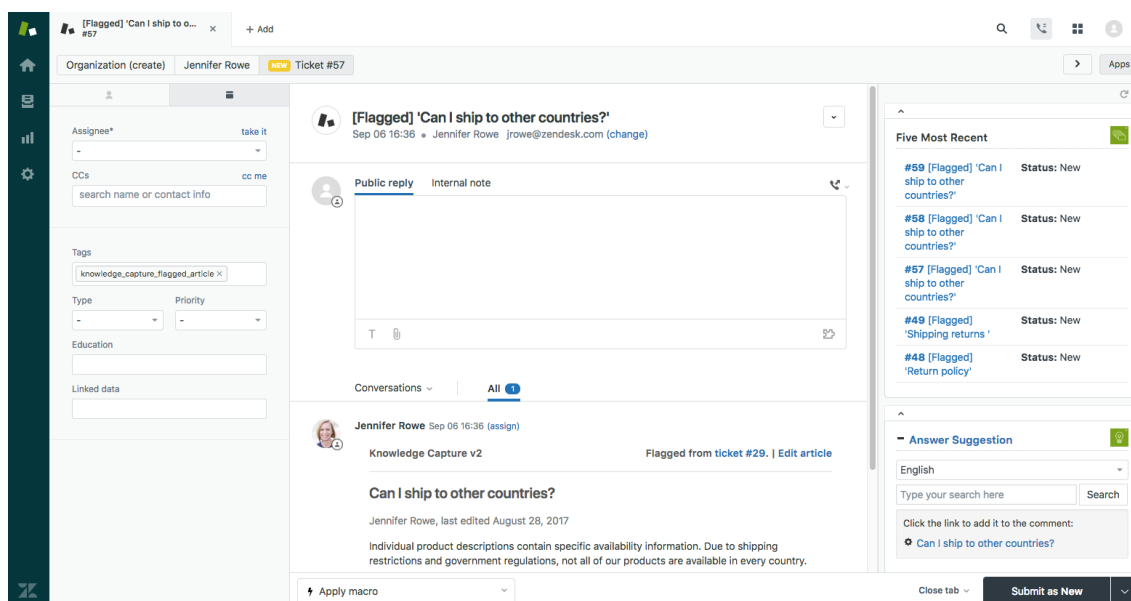 [Flagged] 'Can I ship to o...
#57
×
+ Add
Organization (create)
Jennifer Rowe
NEW Ticket #57
Apps
Assignee*
take it
-
CCs
cc me
search name or contact info
Tags
knowledge_capture_flagged_article ×
Type
Priority
-
-
Education
Linked data
[Flagged] 'Can I ship to other countries?'
Sep 06 16:36 • Jennifer Rowe jrowe@zendesk.com (change)
Public reply
Internal note
T
Conversations
All 1
Jennifer Rowe Sep 06 16:36 (assign)
Knowledge Capture v2
Flagged from ticket #29. | Edit article
Can I ship to other countries?
Jennifer Rowe, last edited August 28, 2017
Individual product descriptions contain specific availability information. Due to shipping
restrictions and government regulations, not all of our products are available in every country.
Apply macro
Close tab
Submit as New
Five Most Recent
#59 [Flagged] 'Can I
ship to other
countries?'
Status: New
#58 [Flagged] 'Can I
ship to other
countries?'
Status: New
#57 [Flagged] 'Can I
ship to other
countries?'
Status: New
#49 [Flagged]
'Shipping returns '
Status: New
#48 [Flagged]
'Return policy'
Status: New
- Answer Suggestion
English
Type your search here
Search
Click the link to add it to the comment:
Can I ship to other countries?